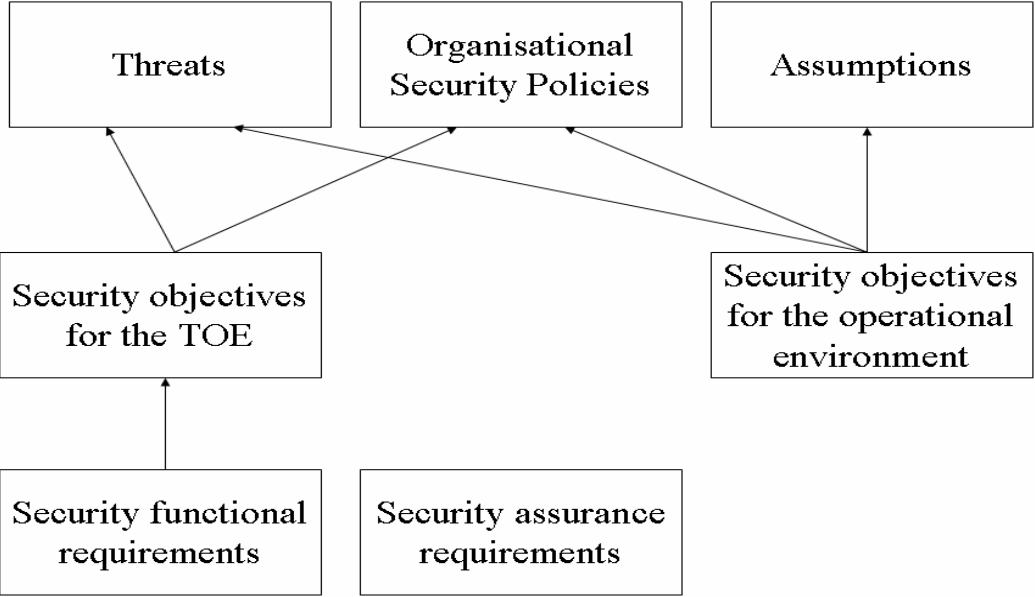 Threats
Organisational
Security Policies
Assumptions
Security objectives
for the TOE
Security objectives
for the operational
environment
Security functional
requirements
Security assurance
requirements